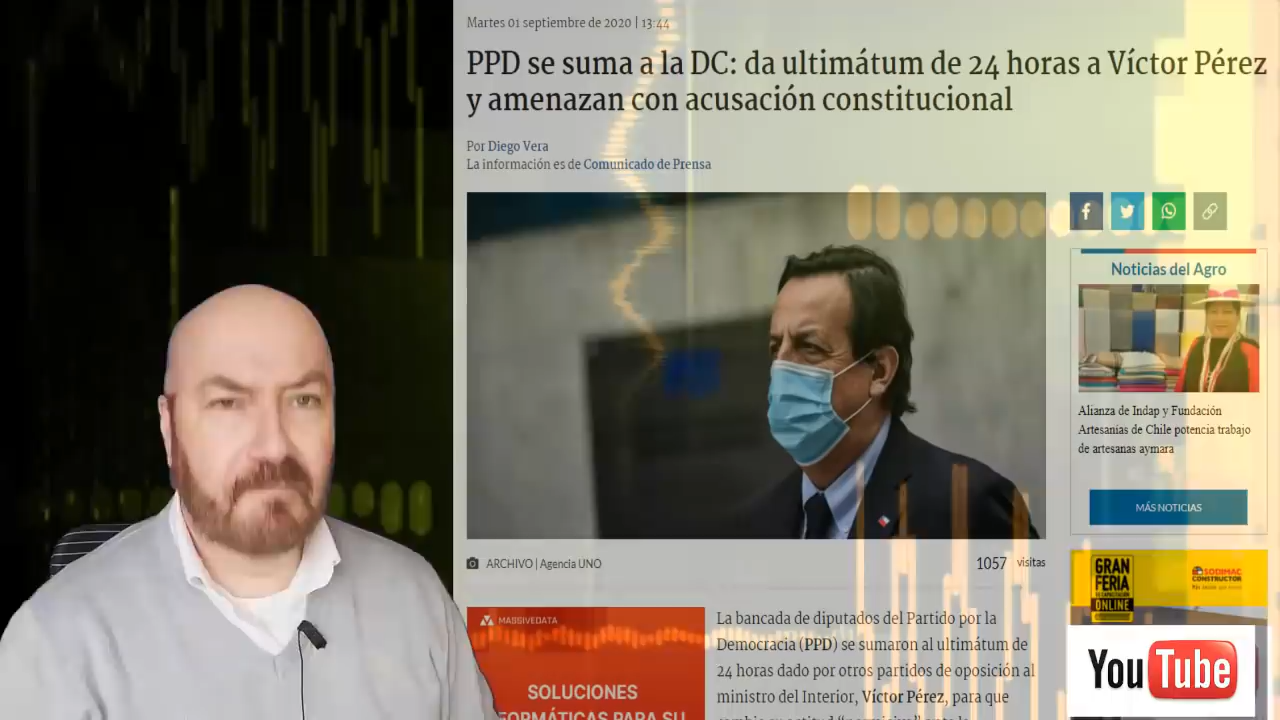 Martes 01 septiembre de 2020 | 13:44
PPD se suma a la DC: da ultimátum de 24 horas a Víctor Pérez
y amenazan con acusación constitucional
Por Diego Vera
La información es de Comunicado de Prensa
Noticias del Agro
Alianza de Indap y Fundación
Artesanías de Chile potencia trabajo
de artesanas aymara
MÁS NOTICIAS
ARCHIVO | Agencia UNO
1057 visitas
GRAN
FERIA
ONLINE
SODIMAC
CONSTRUCTOR
MASSIVEDATA
SOLUCIONES
La bancada de diputados del Partido por la
Democracia (PPD) se sumaron al ultimátum de
24 horas dado por otros partidos de oposición al
ministro del Interior, Víctor Pérez, para que
YouTube